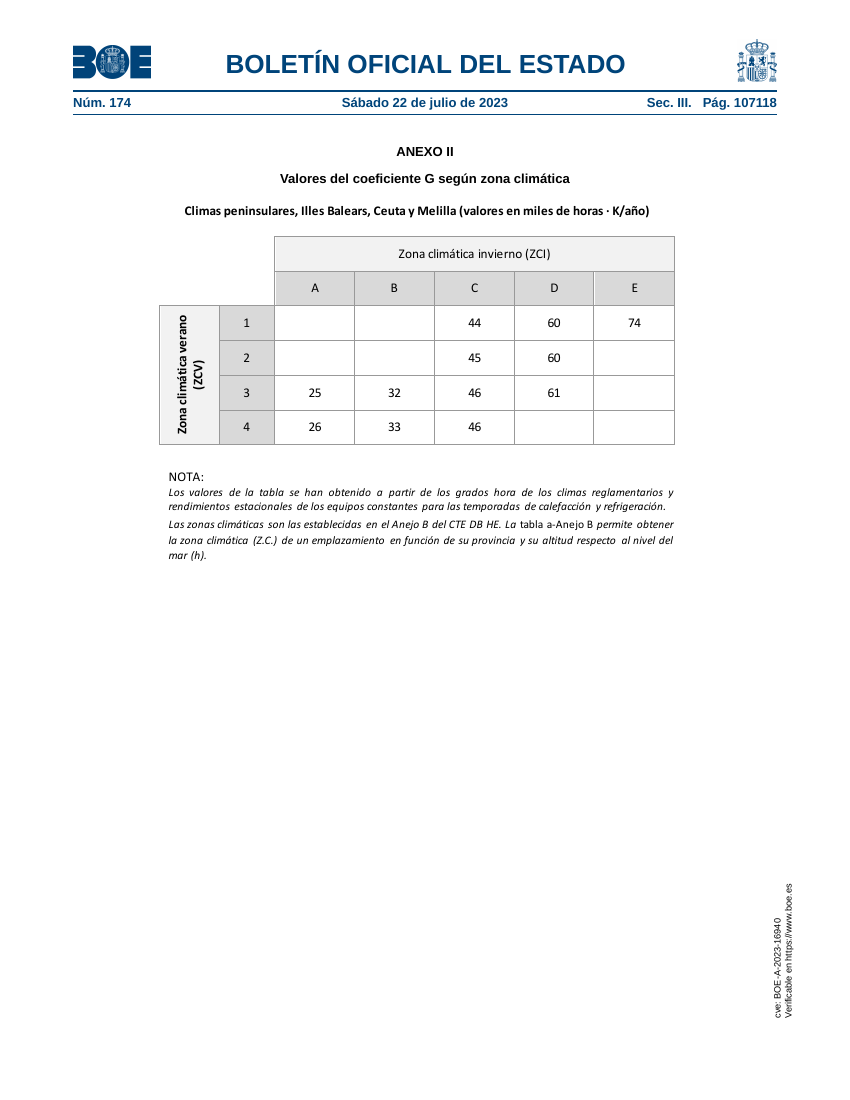 BOE
BOLETÍN OFICIAL DEL ESTADO
Núm. 174 Sábado 22 de julio de 2023 Sec. III. Pág. 107118
ANEXO II
Valores del coeficiente G según zona climática
Climas peninsulares, Illes Balears, Ceuta y Melilla (valores en miles de horas · K/año)
Zona climática invierno (ZCI)
A B C D E
Zona climática verano
(ZCV)
1 44 60 74
2 45 60
3 25 32 46 61
4 26 33 46
NOTA:
Los valores de la tabla se han obtenido a partir de los grados hora de los climas reglamentarios y
rendimientos estacionales de los equipos constantes para las temporadas de calefacción y refrigeración.
Las zonas climáticas son las establecidas en el Anejo B del CTE DB HE. La tabla a-Anejo B permite obtener
la zona climática (Z.C.) de un emplazamiento en función de su provincia y su altitud respecto al nivel del
mar (h).
cve: BOE-A-2023-16940
Verificable en https://www.boe.es